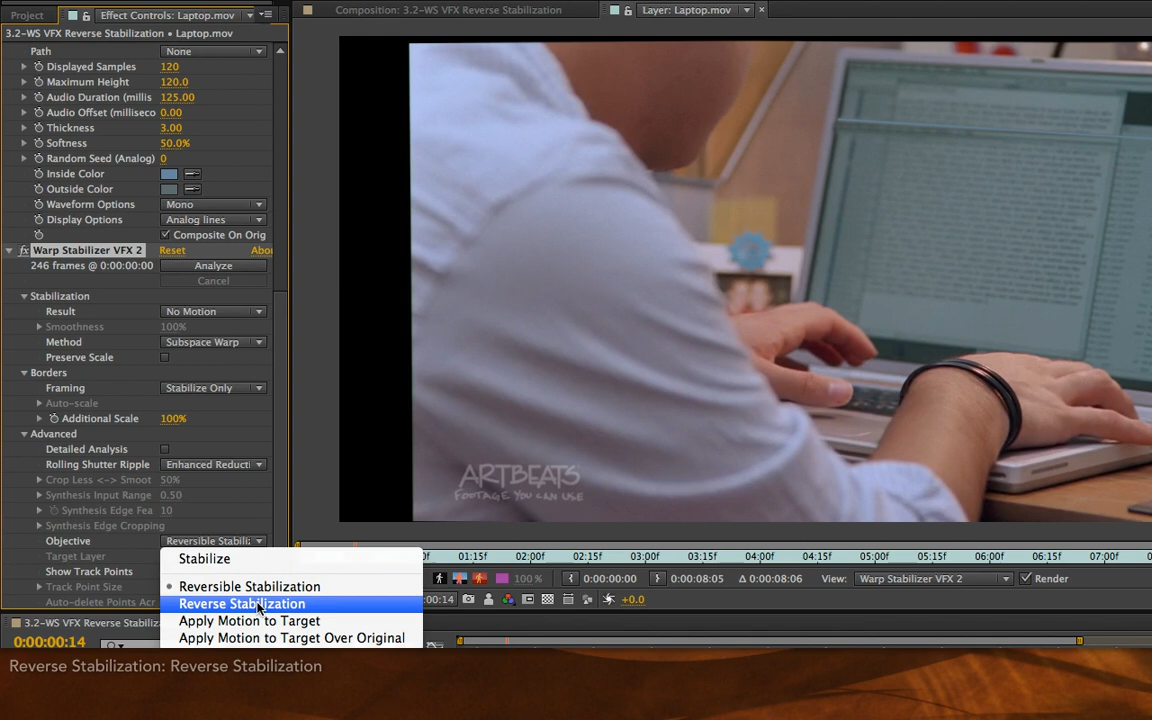 Project
Effect Controls: Laptop.mov
Composition: 3.2-WS VFX Reverse Stabilization
Layer: Laptop.mov
3.2-WS VFX Reverse Stabilization • Laptop.mov
Path None
Displayed Samples 120
Maximum Height 120.0
Audio Duration (millis 125.00
Audio Offset (milliseco 0.00
Thickness 3.00
Softness 50.0%
Random Seed (Analog) 0
Inside Color
Outside Color
Waveform Options Mono
Display Options Analog lines
Composite On Orig
fx Warp Stabilizer VFX 2 Reset Abou
246 frames @ 0:00:00:00 Analyze
Cancel
Stabilization
Result No Motion
Smoothness 100%
Method Subspace Warp
Preserve Scale
Borders
Framing Stabilize Only
Auto-scale
Additional Scale 100%
Advanced
Detailed Analysis
Rolling Shutter Ripple Enhanced Reducti
Crop Less <-> Smoot 50%
Synthesis Input Range 0.50
Synthesis Edge Fea 10
Synthesis Edge Cropping
Objective Reversible Stabili
Target Layer
Show Track Points
Track Point Size
Auto-delete Points Acr
Stabilize
Reversible Stabilization
Reverse Stabilization
Apply Motion to Target
Apply Motion to Target Over Original
ARTBEATS
FOOTAGE YOU CAN USE
0f 01:15f 02:00f 02:15f 03:00f 03:15f 04:00f 04:15f 05:00f 05:15f 06:00f 06:15f 07:00f
100% 0:00:00:00 0:00:08:05 Δ 0:00:08:06 View: Warp Stabilizer VFX 2 Render
00:14 +0.0
3.2-WS VFX Reverse Stabiliz
0:00:00:14
Reverse Stabilization: Reverse Stabilization